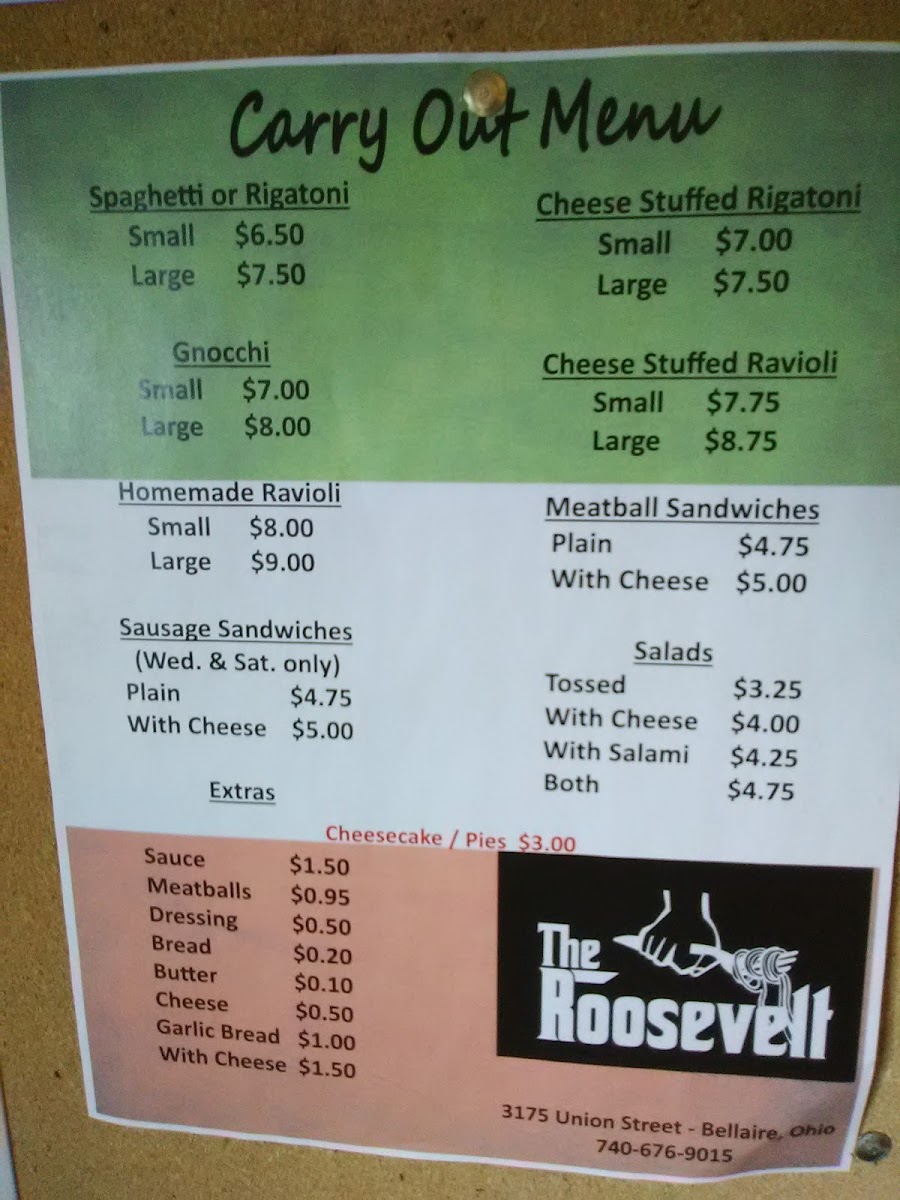 Carry Out Menu
Spaghetti or Rigatoni
Small $6.50
Large $7.50
Cheese Stuffed Rigatoni
Small $7.00
Large $7.50
Gnocchi
Small $7.00
Large $8.00
Cheese Stuffed Ravioli
Small $7.75
Large $8.75
Homemade Ravioli
Small $8.00
Large $9.00
Meatball Sandwiches
Plain $4.75
With Cheese $5.00
Sausage Sandwiches
(Wed. & Sat. only)
Plain $4.75
With Cheese $5.00
Salads
Tossed $3.25
With Cheese $4.00
With Salami $4.25
Both $4.75
Extras
Cheesecake / Pies $3.00
Sauce $1.50
Meatballs $0.95
Dressing $0.50
Bread $0.20
Butter $0.10
Cheese $0.50
Garlic Bread $1.00
With Cheese $1.50
The
Roosevelt
3175 Union Street - Bellaire, Ohio
740-676-9015